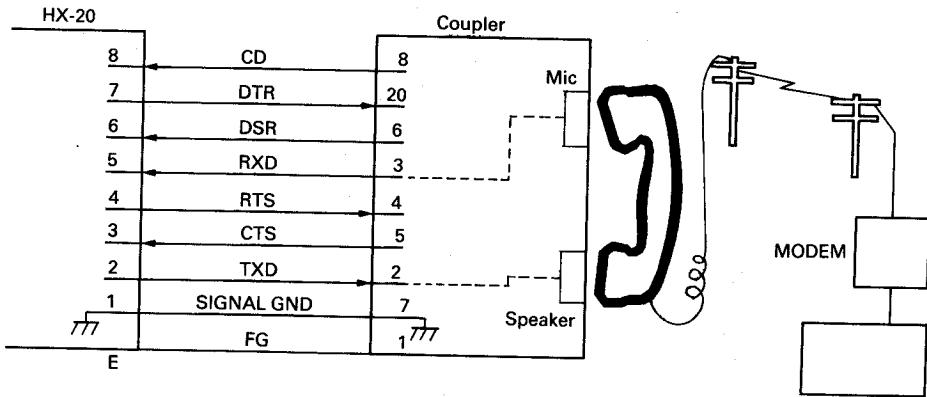 HX-20
Coupler
8 CD 8
Mic
7 DTR 20
6 DSR 6
5 RXD 3
4 RTS 4
3 CTS 5
MODEM
2 TXD 2
1 SIGNAL GND 7
Speaker
FG 1
E